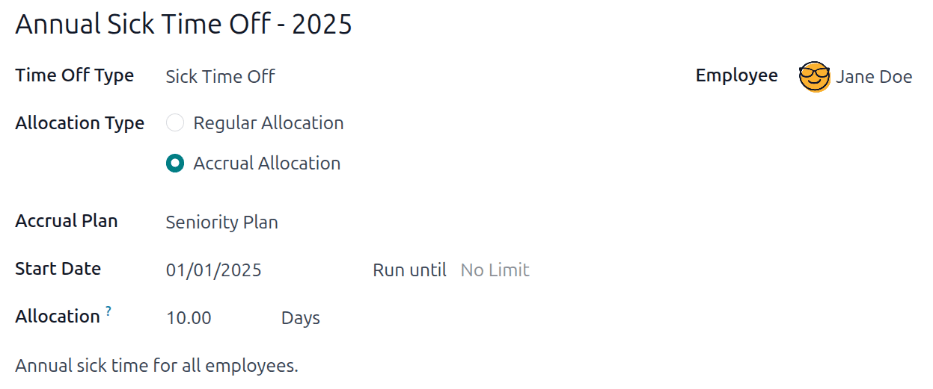 Annual Sick Time Off - 2025
Time Off Type Sick Time Off Employee Jane Doe
Allocation Type Regular Allocation
Accrual Allocation
Accrual Plan Seniority Plan
Start Date 01/01/2025 Run until No Limit
Allocation ? 10.00 Days
Annual sick time for all employees.